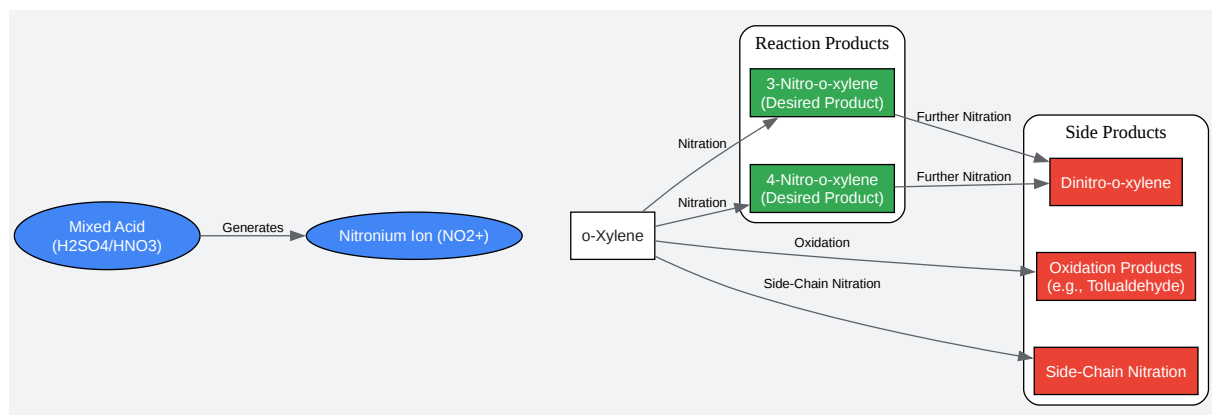 Reaction Products
3-Nitro-o-xylene
(Desired Product)
Further Nitration
Side Products
Nitration
4-Nitro-o-xylene
(Desired Product)
Further Nitration
Dinitro-o-xylene
Nitration
Mixed Acid
(H2SO4/HNO3)
Generates
Nitronium Ion (NO2+)
o-Xylene
Oxidation
Oxidation Products
(e.g., Tolualdehyde)
Side-Chain Nitration
Side-Chain Nitration